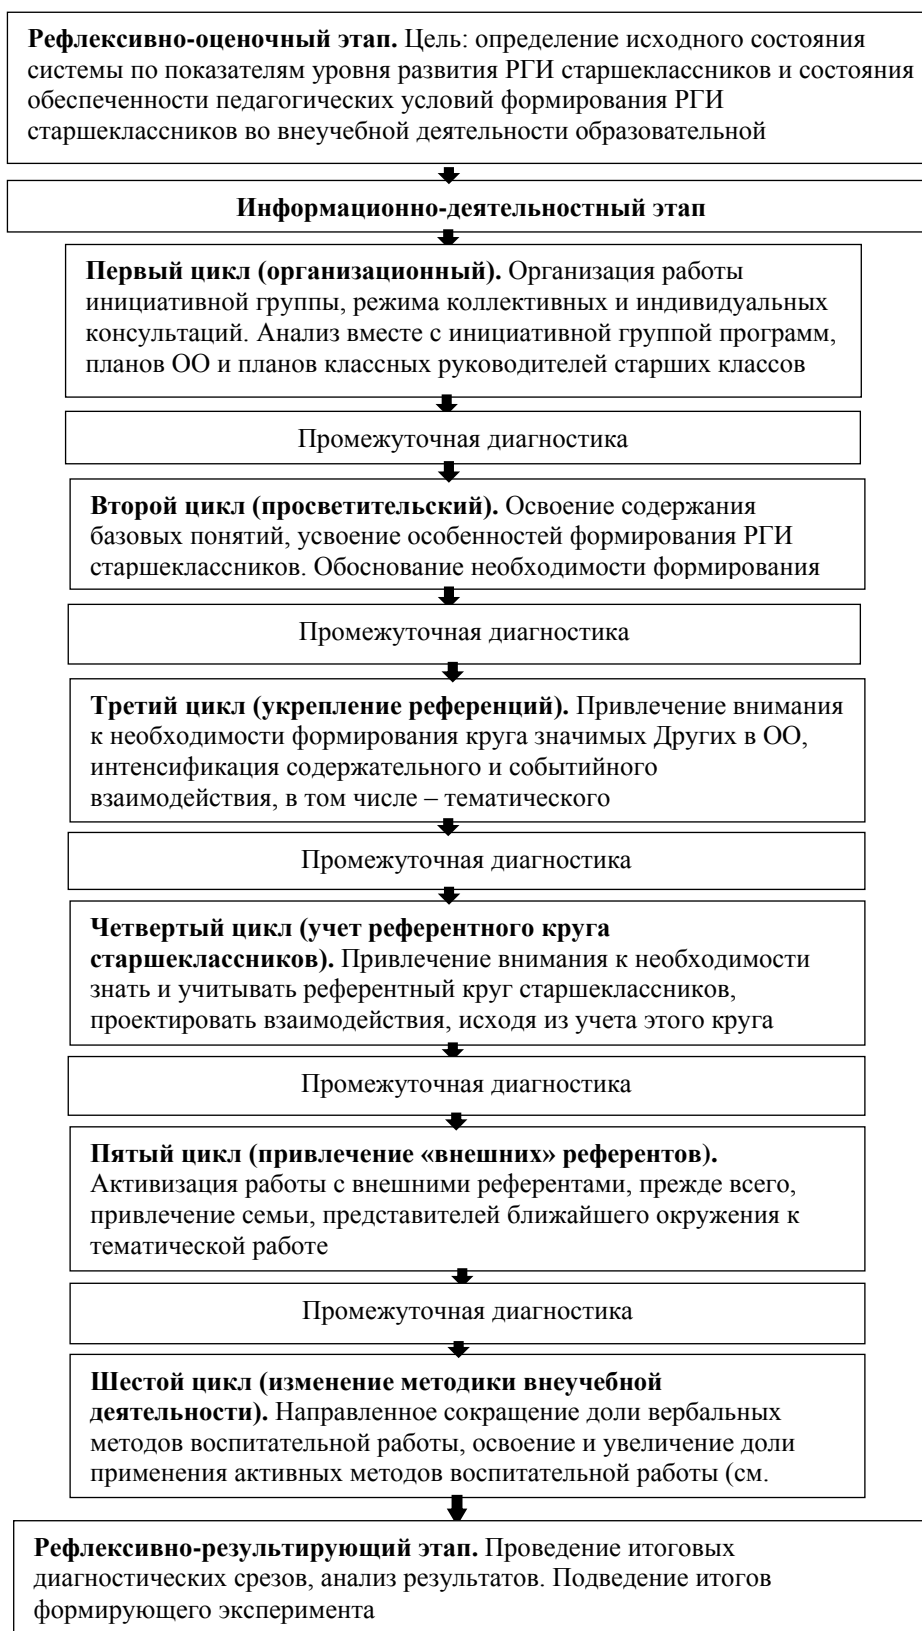 Рефлексивно-оценочный этап. Цель: определение исходного состояния
системы по показателям уровня развития РГИ старшеклассников и состояния
обеспеченности педагогических условий формирования РГИ
старшеклассников во внеучебной деятельности образовательной
Информационно-деятельностный этап
Первый цикл (организационный). Организация работы
инициативной группы, режима коллективных и индивидуальных
консультаций. Анализ вместе с инициативной группой программ,
планов ОО и планов классных руководителей старших классов
Промежуточная диагностика
Второй цикл (просветительский). Освоение содержания
базовых понятий, усвоение особенностей формирования РГИ
старшеклассников. Обоснование необходимости формирования
Промежуточная диагностика
Третий цикл (укрепление референций). Привлечение внимания
к необходимости формирования круга значимых Других в ОО,
интенсификация содержательного и событийного
взаимодействия, в том числе – тематического
Промежуточная диагностика
Четвертый цикл (учет референтного круга
старшеклассников). Привлечение внимания к необходимости
знать и учитывать референтный круг старшеклассников,
проектировать взаимодействия, исходя из учета этого круга
Промежуточная диагностика
Пятый цикл (привлечение «внешних» референтов).
Активизация работы с внешними референтами, прежде всего,
привлечение семьи, представителей ближайшего окружения к
тематической работе
Промежуточная диагностика
Шестой цикл (изменение методики внеучебной
деятельности). Направленное сокращение доли вербальных
методов воспитательной работы, освоение и увеличение доли
применения активных методов воспитательной работы (см.
Рефлексивно-результирующий этап. Проведение итоговых
диагностических срезов, анализ результатов. Подведение итогов
формирующего эксперимента